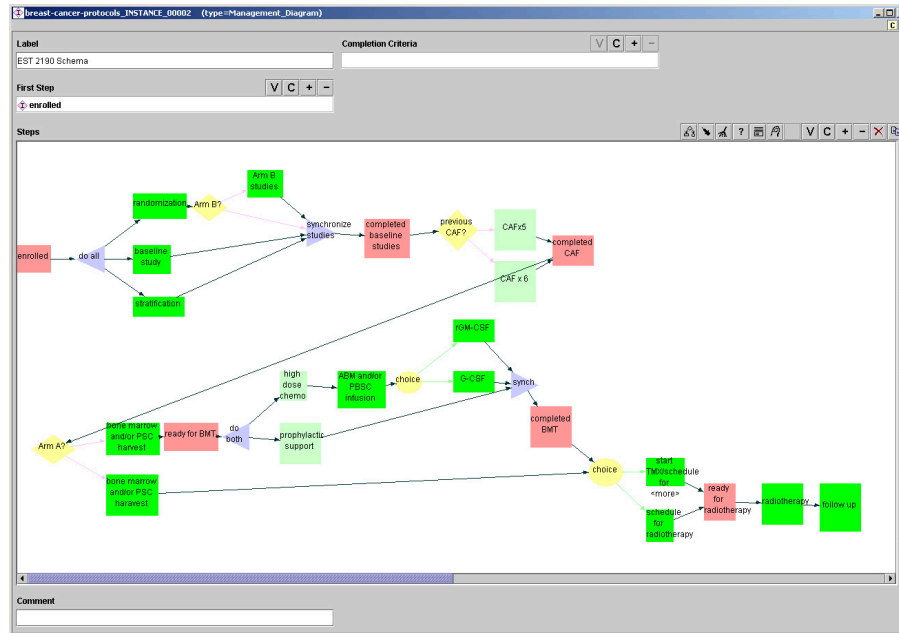 breast-cancer-protocols_INSTANCE_00002 (type=Management_Diagram)
C
Label
Completion Criteria
V C + −
EST 2190 Schema
First Step
V C + −
enrolled
Steps
? V C + −
Arm B
studies
randomization
Arm B?
synchronize
studies
completed
baseline
studies
previous
CAF?
CAFx5
completed
CAF
enrolled
do all
baseline
study
CAF x 6
stratification
rGM-CSF
high
dose
chemo
ABM and/or
PBSC
infusion
choice
G-CSF
synch
bone marrow
and/or PSC
harvest
ready for BMT
do
both
prophylactic
support
completed
BMT
Arm A?
bone marrow
and/or PSC
haravest
choice
start
TMX/schedule
for
<more>
ready
for
radiotherapy
radiotherapy
follow up
schedule
for
radiotherapy
Comment